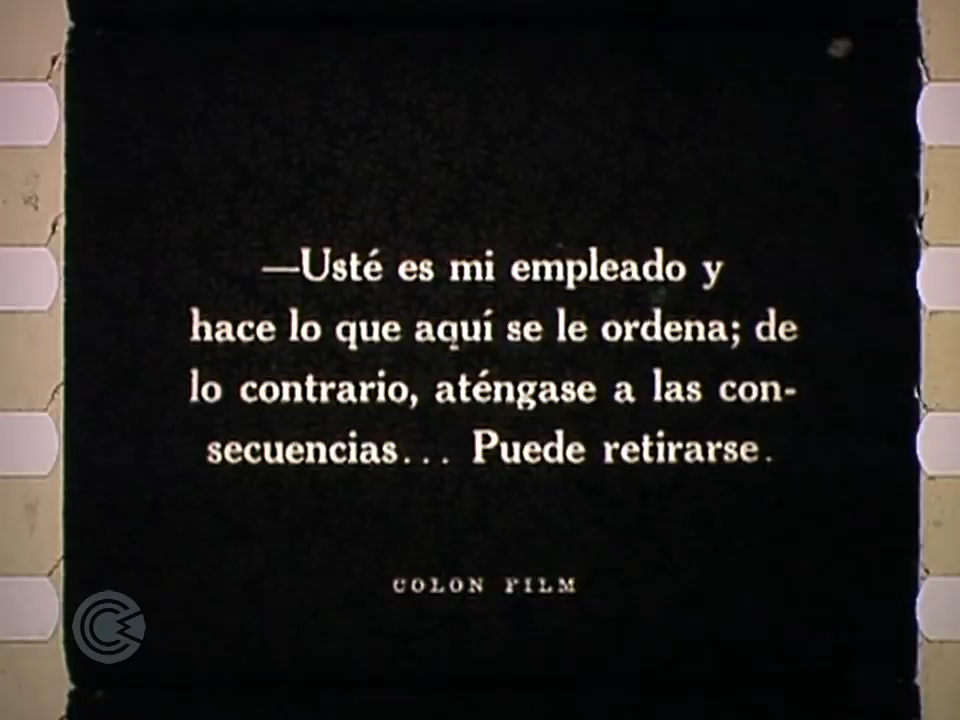 —Usté es mi empleado y
hace lo que aquí se le ordena; de
lo contrario, aténgase a las con-
secuencias... Puede retirarse.
COLON FILM